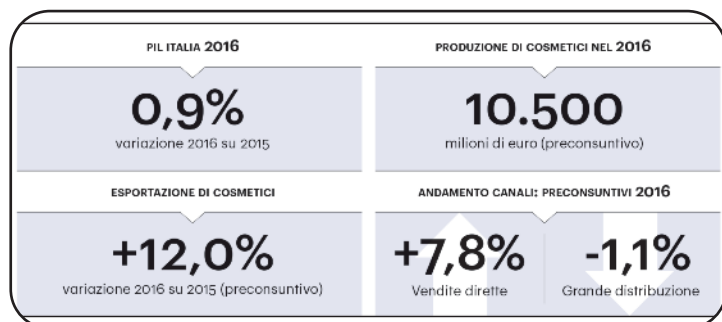 PIL ITALIA 2016
0,9%
variazione 2016 su 2015
PRODUZIONE DI COSMETICI NEL 2016
10.500
milioni di euro (preconsuntivo)
ESPORTAZIONE DI COSMETICI
+12,0%
variazione 2016 su 2015 (preconsuntivo)
ANDAMENTO CANALI: PRECONSUNTIVI 2016
+7,8%
Vendite dirette
-1,1%
Grande distribuzione